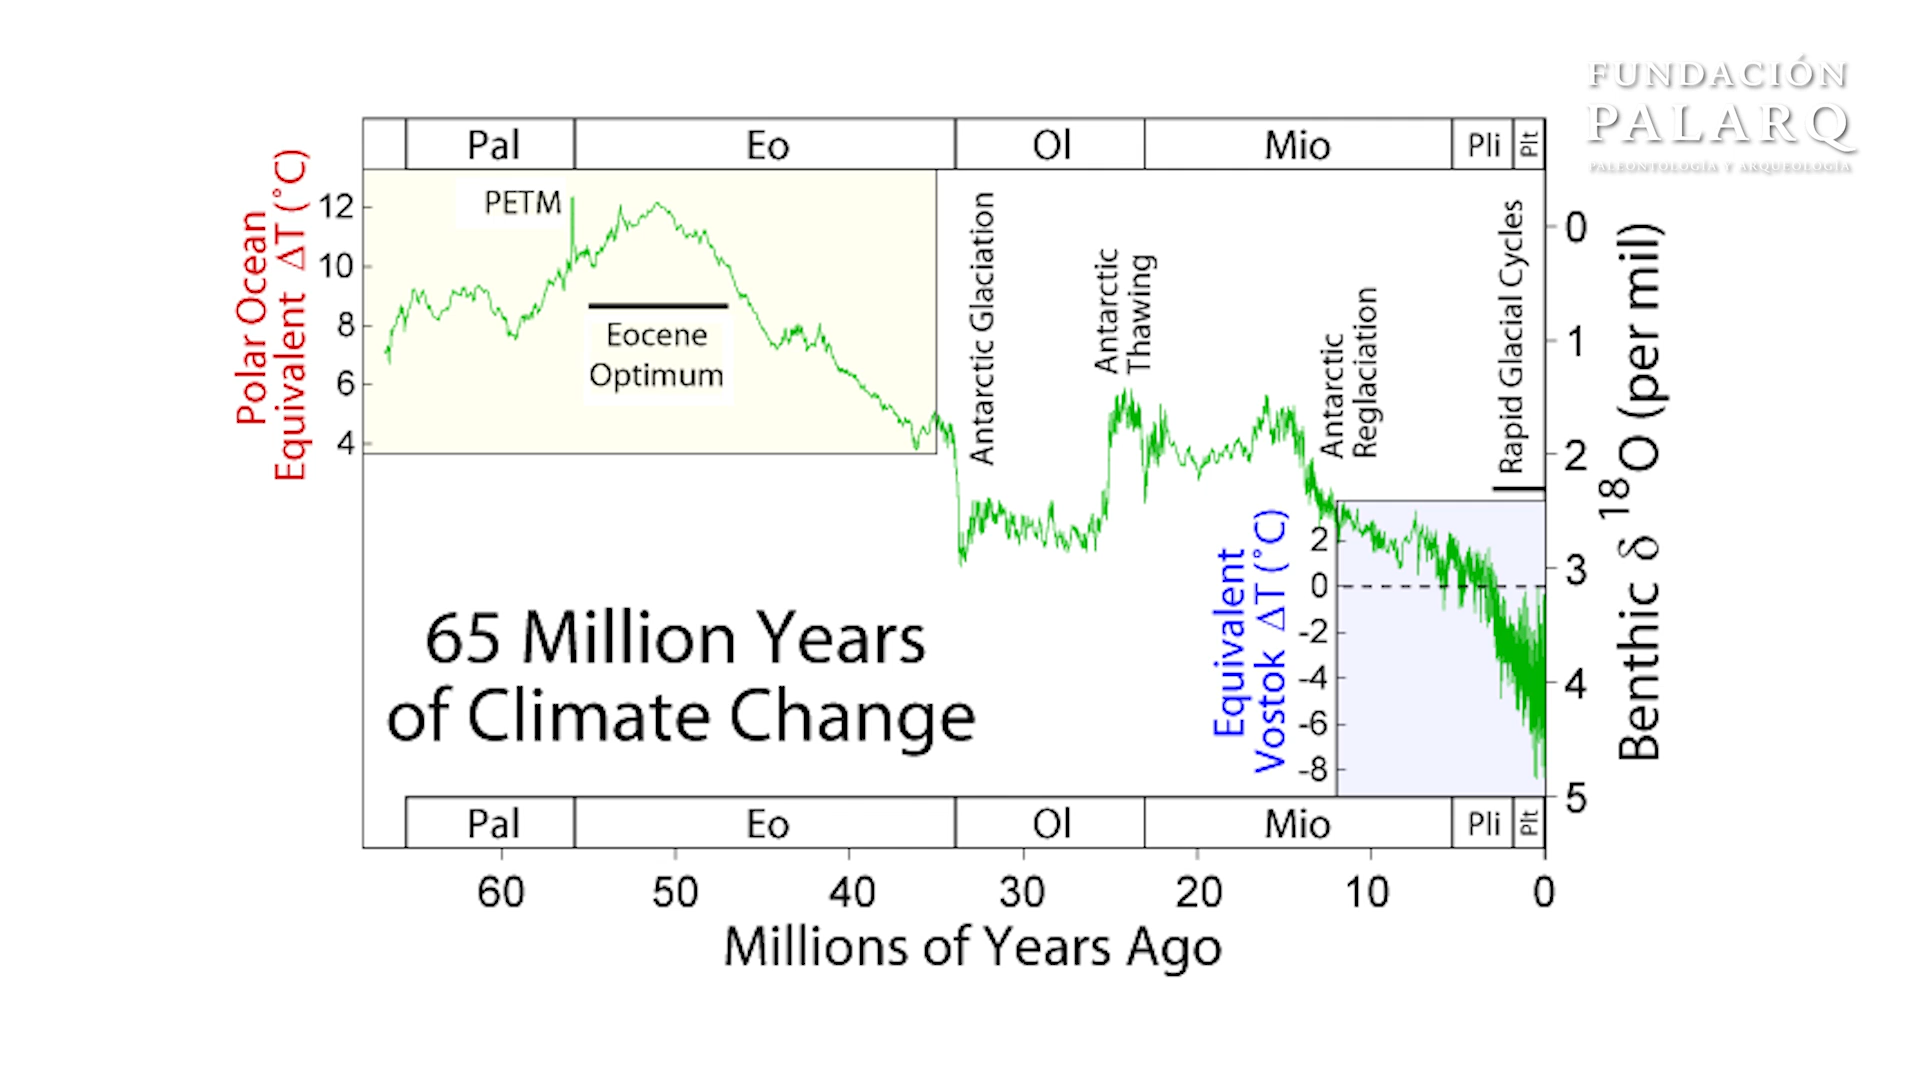 FUNDACIÓN
PALARQ
PALEONTOLOGÍA Y ARQUEOLOGÍA
Pal
Eo
Ol
Mio
Pli
Plt
Polar Ocean
Equivalent ΔT (°C)
12
10
8
6
4
PETM
Eocene
Optimum
Antarctic Glaciation
Antarctic
Thawing
Antarctic
Reglaciation
Rapid Glacial Cycles
0
1
2
3
4
5
Benthic δ 18O (per mil)
65 Million Years
of Climate Change
Equivalent
Vostok ΔT (°C)
2
0
-2
-4
-6
-8
Pal
Eo
Ol
Mio
Pli
Plt
60
50
40
30
20
10
0
Millions of Years Ago